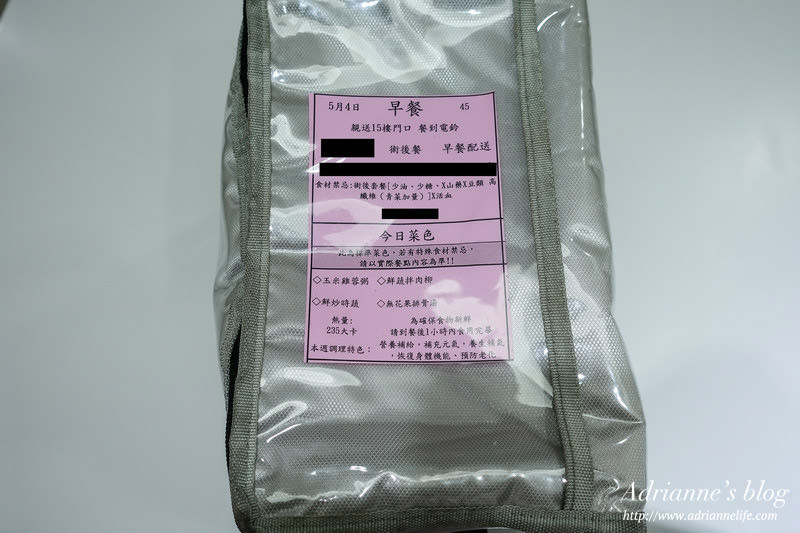 5月4日 早餐 45
親送15樓門口 餐到電鈴
術後餐 早餐配送
食材禁忌:術後套餐[少油、少糖、X山藥X豆類 高
纖維（青菜加量）]X活血
今日菜色
此為標準菜色，若有特殊食材禁忌，
請以實際餐點內容為準!!
◇玉米雞蓉粥 ◇鮮蔬拌肉柳
◇鮮炒時蔬 ◇無花果排骨湯
熱量: 為確保食物新鮮
235大卡 請到餐後1小時內食用完畢
本週調理特色： 營養補給，補充元氣，養生補氣
，恢復身體機能、預防老化
Adrianne's blog
http://www.adriannelife.com